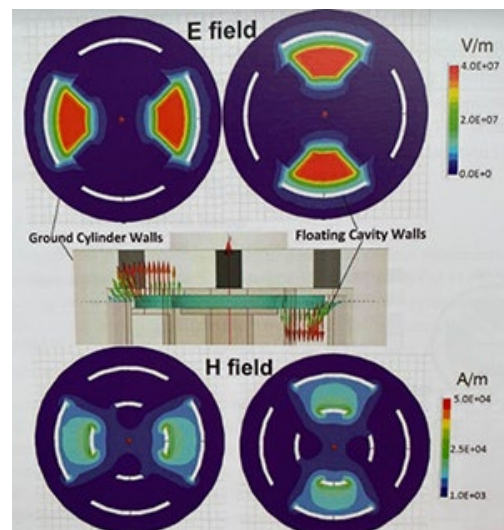 E field
V/m
4.0E+07
2.0E+07
0.0E+0
Ground Cylinder Walls
Floating Cavity Walls
H field
A/m
5.0E+04
2.5E+04
1.0E+03